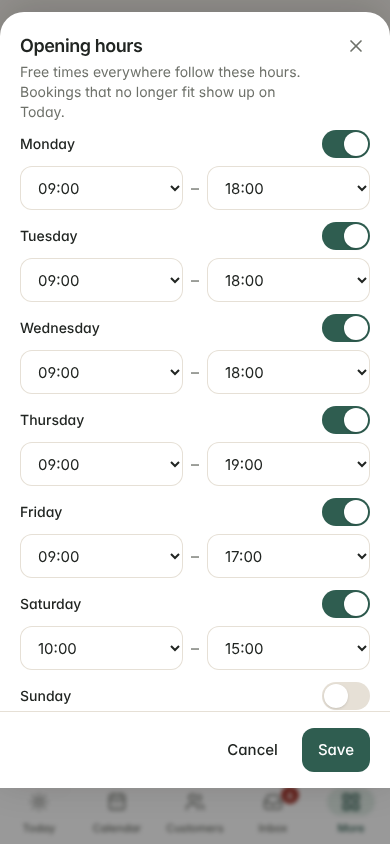 Opening hours
Free times everywhere follow these hours.
Bookings that no longer fit show up on
Today.
Monday
09:00 – 18:00
Tuesday
09:00 – 18:00
Wednesday
09:00 – 18:00
Thursday
09:00 – 19:00
Friday
09:00 – 17:00
Saturday
10:00 – 15:00
Sunday
Cancel Save
Today Calendar Customers Inbox More